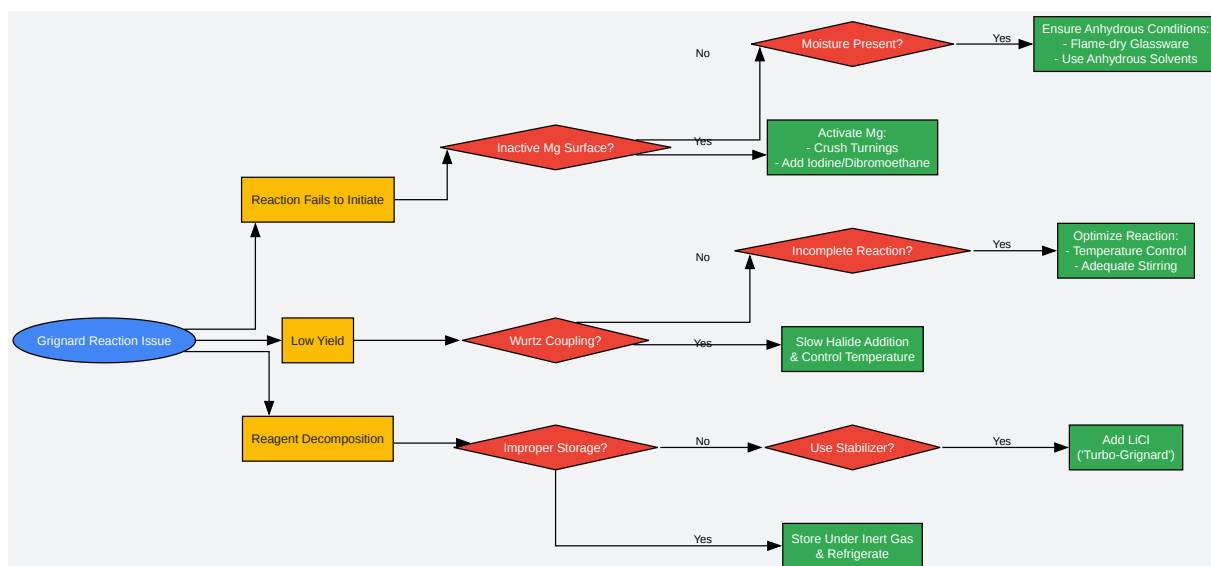 Moisture Present?
Yes
Ensure Anhydrous Conditions:
- Flame-dry Glassware
- Use Anhydrous Solvents
No
Inactive Mg Surface?
Yes
Activate Mg:
- Crush Turnings
- Add Iodine/Dibromoethane
Reaction Fails to Initiate
Incomplete Reaction?
Yes
Optimize Reaction:
- Temperature Control
- Adequate Stirring
No
Grignard Reaction Issue
Low Yield
Wurtz Coupling?
Yes
Slow Halide Addition
& Control Temperature
Reagent Decomposition
Improper Storage?
No
Use Stabilizer?
Yes
Add LiCl
('Turbo-Grignard')
Yes
Store Under Inert Gas
& Refrigerate